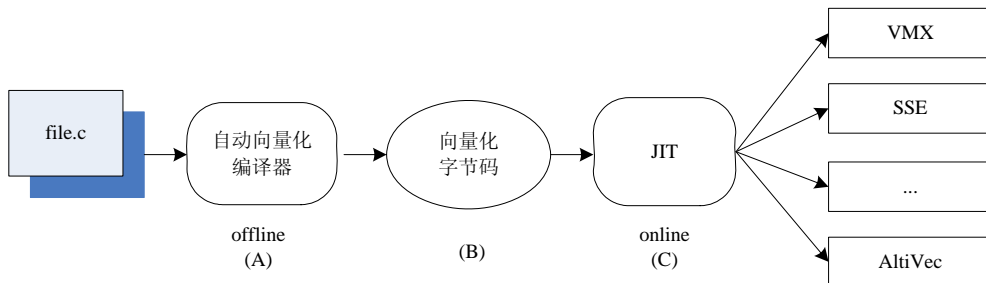 file.c
自动向量化
编译器
offline
(A)
向量化
字节码
(B)
JIT
online
(C)
VMX
SSE
...
AltiVec